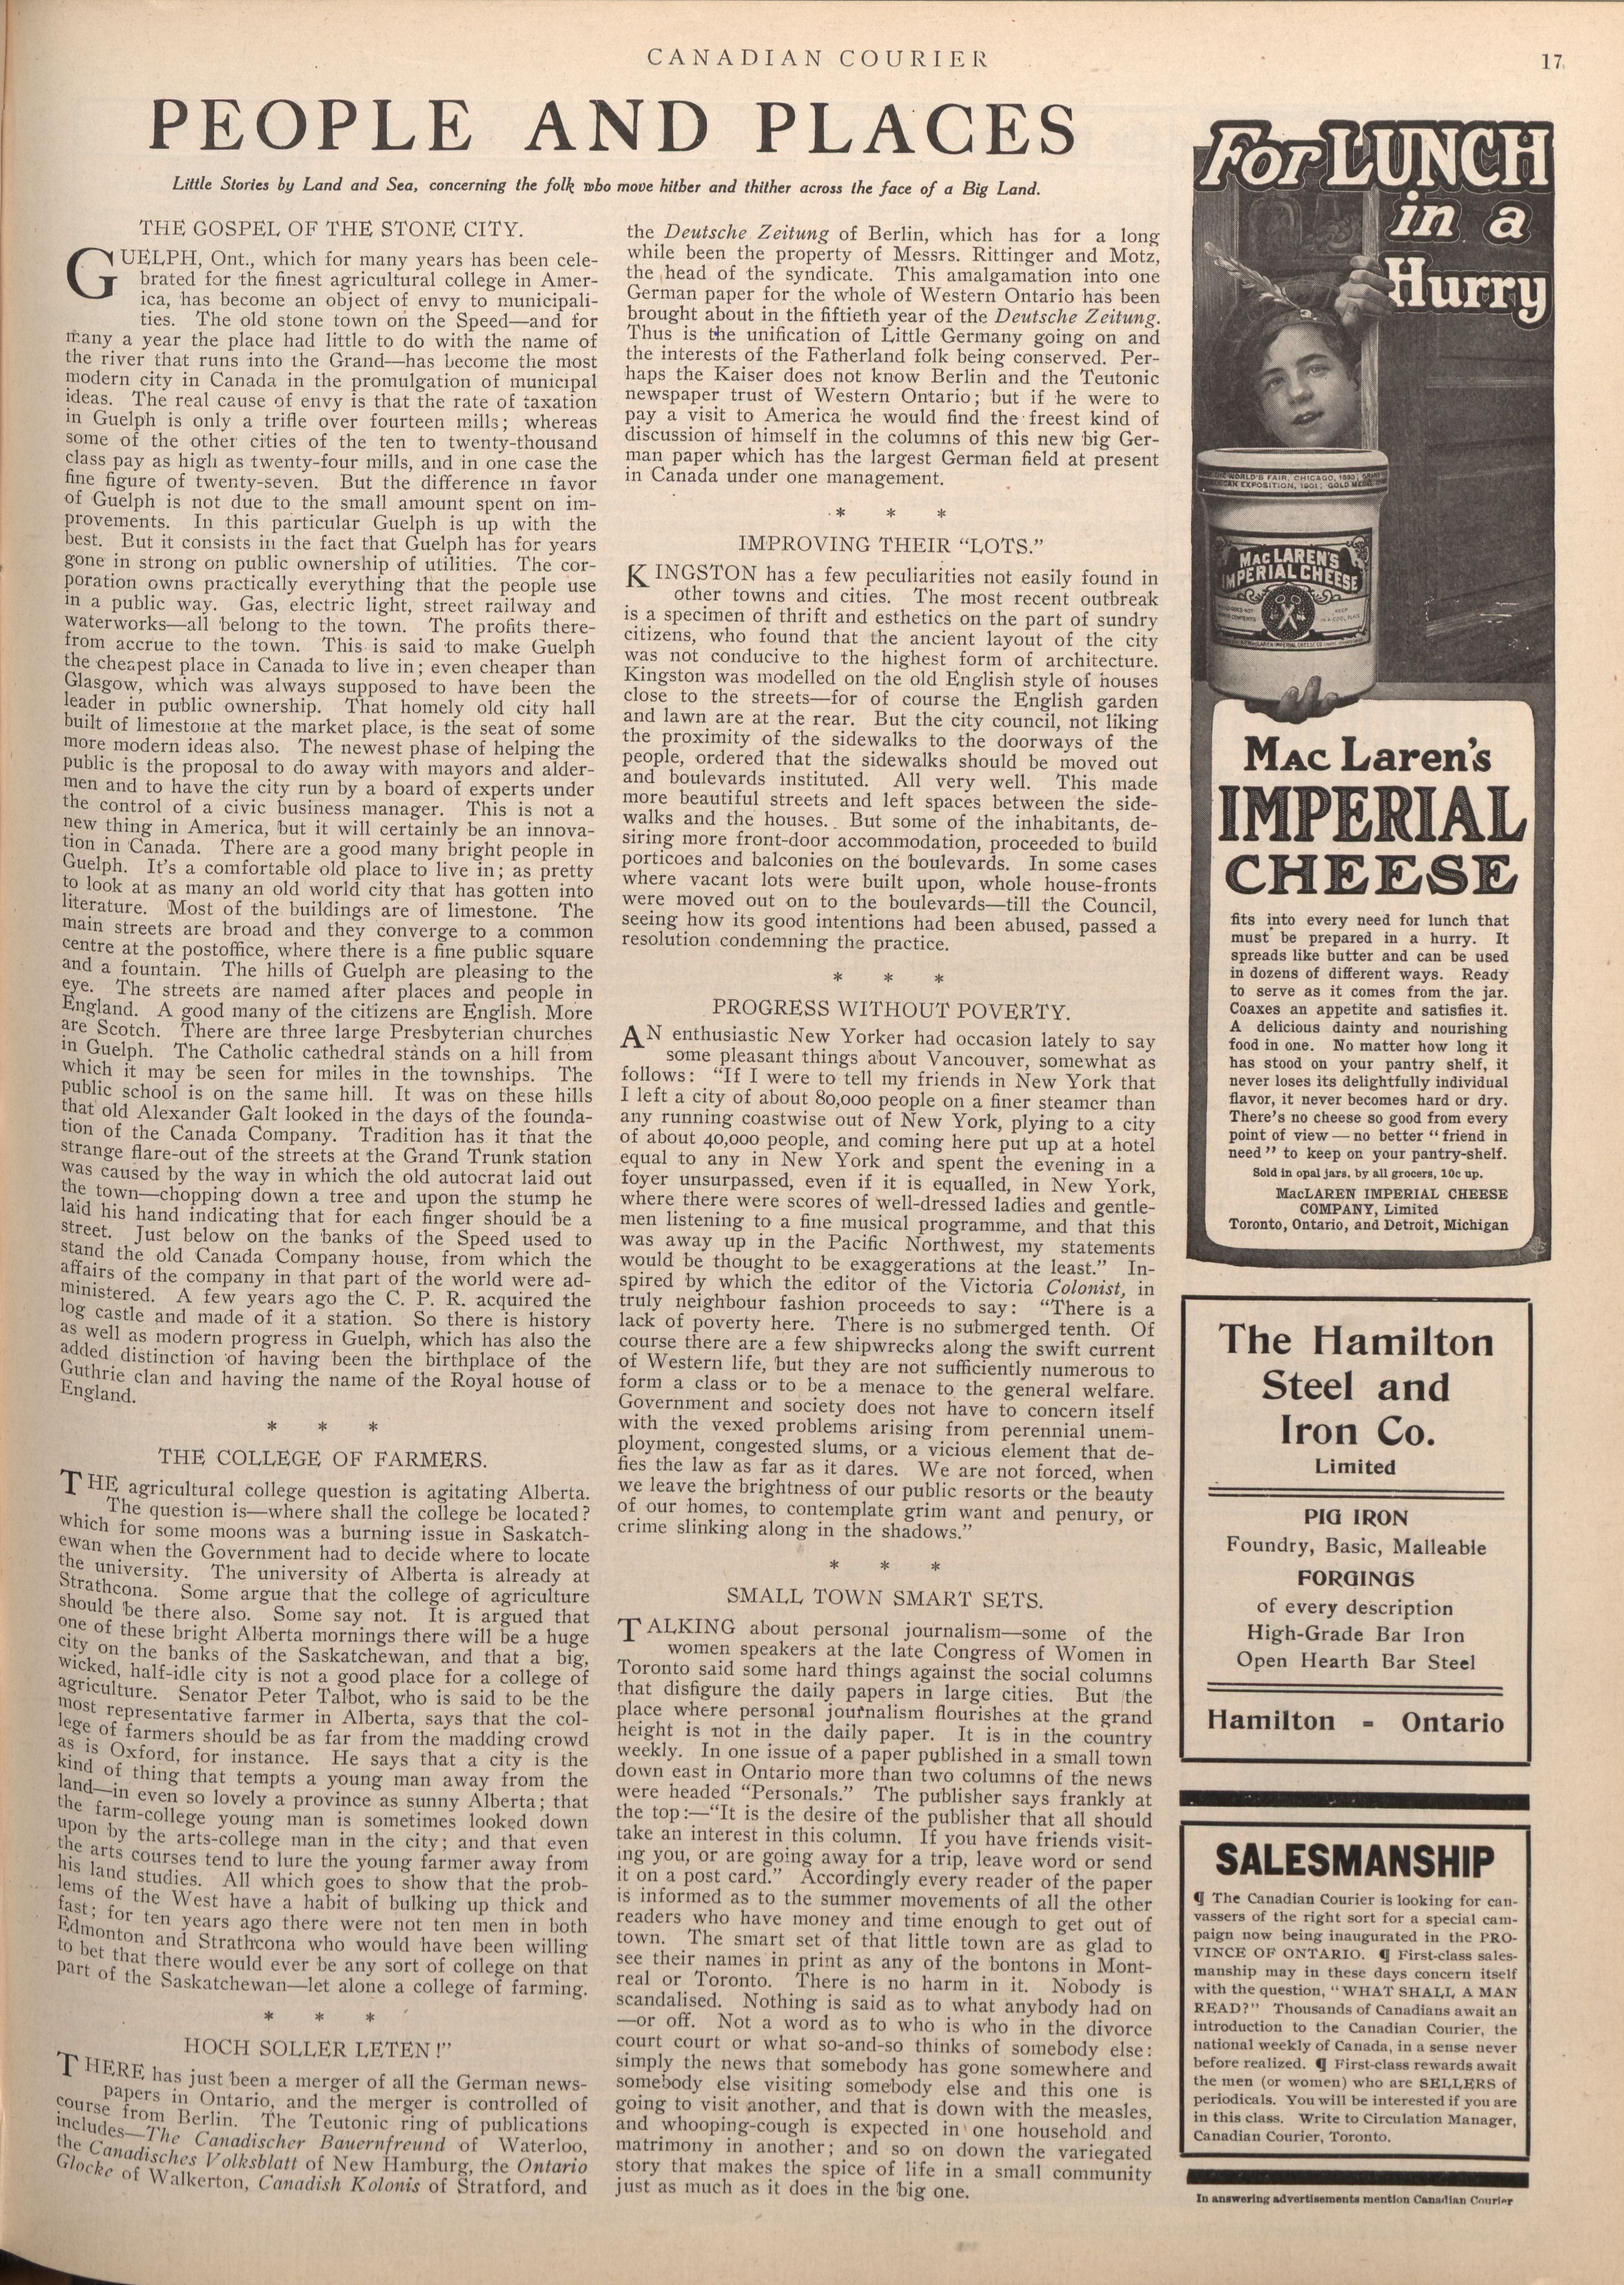 CANADIAN COURIER
17
PEOPLE AND PLACES
Little Stories by Land and Sea, concerning the folk who move hither and thither across the face of a Big Land.
THE GOSPEL OF THE STONE CITY.
GUELPH, Ont., which for many years has been cele-
brated for the finest agricultural college in Amer-
ica, has become an object of envy to municipali-
ties. The old stone town on the Speed—and for
many a year the place had little to do with the name of
the river that runs into the Grand—has become the most
modern city in Canada in the promulgation of municipal
ideas. The real cause of envy is that the rate of taxation
in Guelph is only a trifle over fourteen mills; whereas
some of the other cities of the ten to twenty-thousand
class pay as high as twenty-four mills, and in one case the
fine figure of twenty-seven. But the difference in favor
of Guelph is not due to the small amount spent on im-
provements. In this particular Guelph is up with the
best. But it consists in the fact that Guelph has for years
gone in strong on public ownership of utilities. The cor-
poration owns practically everything that the people use
in a public way. Gas, electric light, street railway and
waterworks—all belong to the town. The profits there-
from accrue to the town. This is said to make Guelph
the cheapest place in Canada to live in; even cheaper than
Glasgow, which was always supposed to have been the
leader in public ownership. That homely old city hall
built of limestone at the market place, is the seat of some
more modern ideas also. The newest phase of helping the
public is the proposal to do away with mayors and alder-
men and to have the city run by a board of experts under
the control of a civic business manager. This is not a
new thing in America, but it will certainly be an innova-
tion in Canada. There are a good many bright people in
Guelph. It's a comfortable old place to live in; as pretty
to look at as many an old world city that has gotten into
literature. Most of the buildings are of limestone. The
main streets are broad and they converge to a common
centre at the postoffice, where there is a fine public square
and a fountain. The hills of Guelph are pleasing to the
eye. The streets are named after places and people in
England. A good many of the citizens are English. More
are Scotch. There are three large Presbyterian churches
in Guelph. The Catholic cathedral stands on a hill from
which it may be seen for miles in the townships. The
public school is on the same hill. It was on these hills
that old Alexander Galt looked in the days of the founda-
tion of the Canada Company. Tradition has it that the
strange flare-out of the streets at the Grand Trunk station
was caused by the way in which the old autocrat laid out
the town—chopping down a tree and upon the stump he
laid his hand indicating that for each finger should be a
street. Just below on the banks of the Speed used to
stand the old Canada Company house, from which the
affairs of the company in that part of the world were ad-
ministered. A few years ago the C. P. R. acquired the
log castle and made of it a station. So there is history
as well as modern progress in Guelph, which has also the
added distinction of having been the birthplace of the
Guthrie clan and having the name of the Royal house of
England.
* * *
THE COLLEGE OF FARMERS.
THE agricultural college question is agitating Alberta.
The question is—where shall the college be located?
which for some moons was a burning issue in Saskatch-
ewan when the Government had to decide where to locate
the university. The university of Alberta is already at
Strathcona. Some argue that the college of agriculture
should be there also. Some say not. It is argued that
one of these bright Alberta mornings there will be a huge
city on the banks of the Saskatchewan, and that a big,
wicked, half-idle city is not a good place for a college of
agriculture. Senator Peter Talbot, who is said to be the
most representative farmer in Alberta, says that the col-
lege of farmers should be as far from the madding crowd
as is Oxford, for instance. He says that a city is the
kind of thing that tempts a young man away from the
land—in even so lovely a province as sunny Alberta; that
the farm-college young man is sometimes looked down
upon by the arts-college man in the city; and that even
the arts courses tend to lure the young farmer away from
his land studies. All which goes to show that the prob-
lems of the West have a habit of bulking up thick and
fast; for ten years ago there were not ten men in both
Edmonton and Strathcona who would have been willing
to bet that there would ever be any sort of college on that
part of the Saskatchewan—let alone a college of farming.
* * *
HOCH SOLLER LETEN!"
THERE has just been a merger of all the German news-
papers in Ontario, and the merger is controlled of
course from Berlin. The Teutonic ring of publications
includes—The Canadischer Bauernfreund of Waterloo,
the Canadisches Volksblatt of New Hamburg, the Ontario
Glocke of Walkerton, Canadish Kolonis of Stratford, and
the Deutsche Zeitung of Berlin, which has for a long
while been the property of Messrs. Rittinger and Motz,
the head of the syndicate. This amalgamation into one
German paper for the whole of Western Ontario has been
brought about in the fiftieth year of the Deutsche Zeitung.
Thus is the unification of Little Germany going on and
the interests of the Fatherland folk being conserved. Per-
haps the Kaiser does not know Berlin and the Teutonic
newspaper trust of Western Ontario; but if he were to
pay a visit to America he would find the freest kind of
discussion of himself in the columns of this new big Ger-
man paper which has the largest German field at present
in Canada under one management.
* * *
IMPROVING THEIR "LOTS."
KINGSTON has a few peculiarities not easily found in
other towns and cities. The most recent outbreak
is a specimen of thrift and esthetics on the part of sundry
citizens, who found that the ancient layout of the city
was not conducive to the highest form of architecture.
Kingston was modelled on the old English style of houses
close to the streets—for of course the English garden
and lawn are at the rear. But the city council, not liking
the proximity of the sidewalks to the doorways of the
people, ordered that the sidewalks should be moved out
and boulevards instituted. All very well. This made
more beautiful streets and left spaces between the side-
walks and the houses. But some of the inhabitants, de-
siring more front-door accommodation, proceeded to build
porticoes and balconies on the boulevards. In some cases
where vacant lots were built upon, whole house-fronts
were moved out on to the boulevards—till the Council,
seeing how its good intentions had been abused, passed a
resolution condemning the practice.
* * *
PROGRESS WITHOUT POVERTY.
AN enthusiastic New Yorker had occasion lately to say
some pleasant things about Vancouver, somewhat as
follows: "If I were to tell my friends in New York that
I left a city of about 80,000 people on a finer steamer than
any running coastwise out of New York, plying to a city
of about 40,000 people, and coming here put up at a hotel
equal to any in New York and spent the evening in a
foyer unsurpassed, even if it is equalled, in New York,
where there were scores of well-dressed ladies and gentle-
men listening to a fine musical programme, and that this
was away up in the Pacific Northwest, my statements
would be thought to be exaggerations at the least." In-
spired by which the editor of the Victoria Colonist, in
truly neighbour fashion proceeds to say: "There is a
lack of poverty here. There is no submerged tenth. Of
course there are a few shipwrecks along the swift current
of Western life, but they are not sufficiently numerous to
form a class or to be a menace to the general welfare.
Government and society does not have to concern itself
with the vexed problems arising from perennial unem-
ployment, congested slums, or a vicious element that de-
fies the law as far as it dares. We are not forced, when
we leave the brightness of our public resorts or the beauty
of our homes, to contemplate grim want and penury, or
crime slinking along in the shadows."
* * *
SMALL TOWN SMART SETS.
TALKING about personal journalism—some of the
women speakers at the late Congress of Women in
Toronto said some hard things against the social columns
that disfigure the daily papers in large cities. But the
place where personal journalism flourishes at the grand
height is not in the daily paper. It is in the country
weekly. In one issue of a paper published in a small town
down east in Ontario more than two columns of the news
were headed "Personals." The publisher says frankly at
the top:—"It is the desire of the publisher that all should
take an interest in this column. If you have friends visit-
ing you, or are going away for a trip, leave word or send
it on a post card." Accordingly every reader of the paper
is informed as to the summer movements of all the other
readers who have money and time enough to get out of
town. The smart set of that little town are as glad to
see their names in print as any of the bontons in Mont-
real or Toronto. There is no harm in it. Nobody is
scandalised. Nothing is said as to what anybody had on
—or off. Not a word as to who is who in the divorce
court court or what so-and-so thinks of somebody else:
simply the news that somebody has gone somewhere and
somebody else visiting somebody else and this one is
going to visit another, and that is down with the measles,
and whooping-cough is expected in one household and
matrimony in another; and so on down the variegated
story that makes the spice of life in a small community
just as much as it does in the big one.
For LUNCH
in a
Hurry
WORLD'S FAIR, CHICAGO, 1893;
EXPOSITION, 1901; GOLD MEDAL
MACLAREN'S
IMPERIAL CHEESE
MacLaren's
IMPERIAL
CHEESE
fits into every need for lunch that
must be prepared in a hurry. It
spreads like butter and can be used
in dozens of different ways. Ready
to serve as it comes from the jar.
Coaxes an appetite and satisfies it.
A delicious dainty and nourishing
food in one. No matter how long it
has stood on your pantry shelf, it
never loses its delightfully individual
flavor, it never becomes hard or dry.
There's no cheese so good from every
point of view—no better "friend in
need" to keep on your pantry-shelf.
Sold in opal jars, by all grocers, 10c up.
MacLAREN IMPERIAL CHEESE
COMPANY, Limited
Toronto, Ontario, and Detroit, Michigan
The Hamilton
Steel and
Iron Co.
Limited
PIG IRON
Foundry, Basic, Malleable
FORGINGS
of every description
High-Grade Bar Iron
Open Hearth Bar Steel
Hamilton - Ontario
SALESMANSHIP
¶ The Canadian Courier is looking for can-
vassers of the right sort for a special cam-
paign now being inaugurated in the PRO-
VINCE OF ONTARIO. ¶ First-class sales-
manship may in these days concern itself
with the question, "WHAT SHALL A MAN
READ?" Thousands of Canadians await an
introduction to the Canadian Courier, the
national weekly of Canada, in a sense never
before realized. ¶ First-class rewards await
the men (or women) who are SELLERS of
periodicals. You will be interested if you are
in this class. Write to Circulation Manager,
Canadian Courier, Toronto.
In answering advertisements mention Canadian Courier